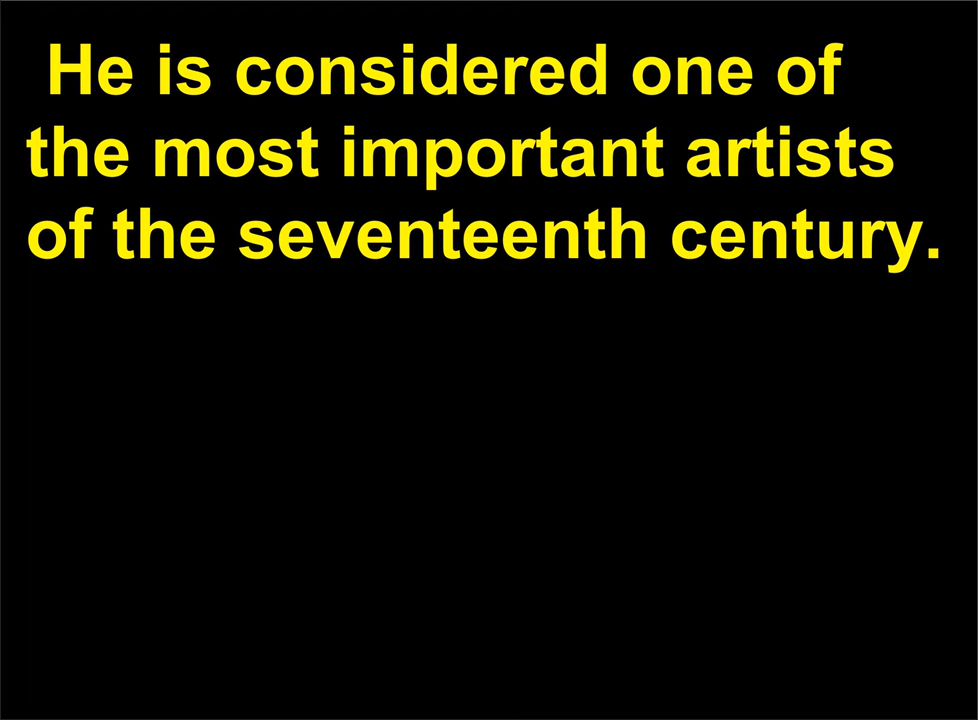 He is considered one of
the most important artists
of the seventeenth century.